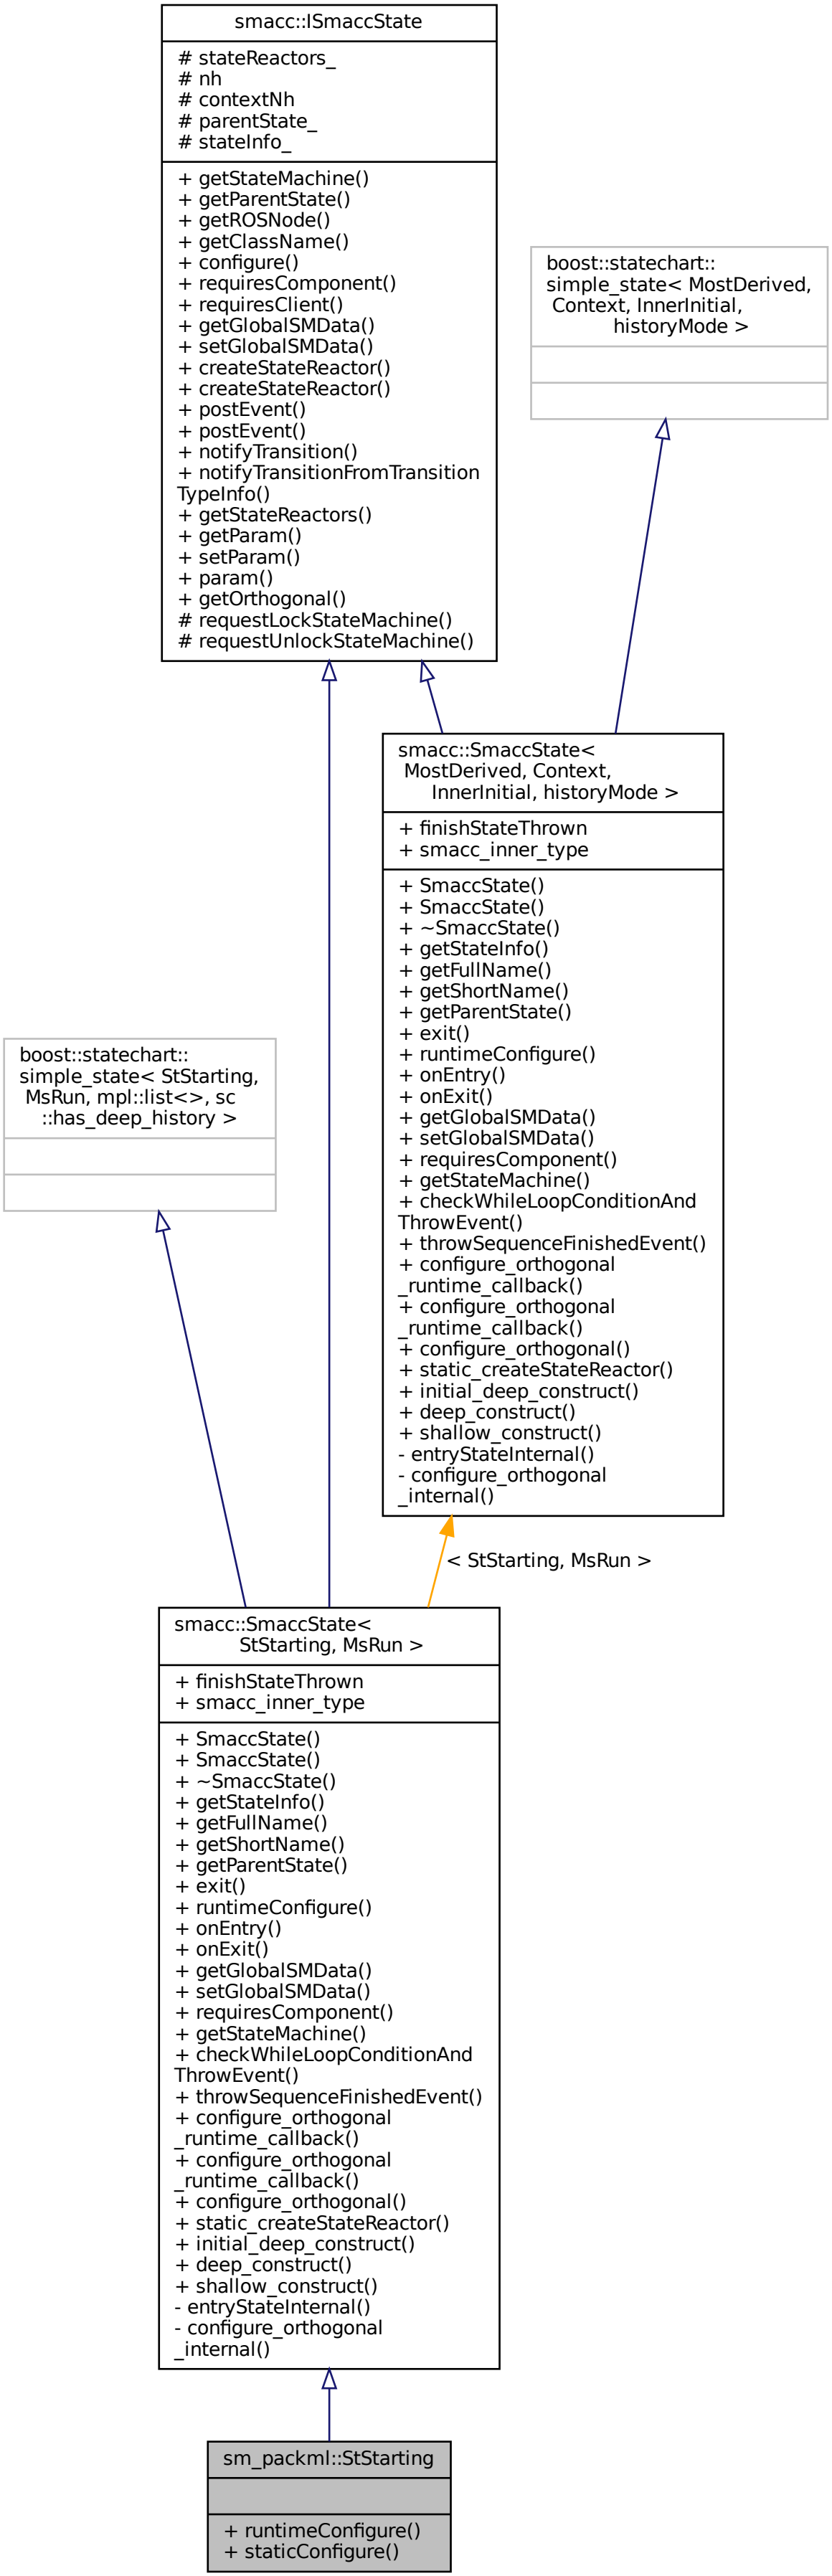 smacc::ISmaccState
# stateReactors_
# nh
# contextNh
# parentState_
# stateInfo_
+ getStateMachine()
+ getParentState()
+ getROSNode()
+ getClassName()
+ configure()
+ requiresComponent()
+ requiresClient()
+ getGlobalSMData()
+ setGlobalSMData()
+ createStateReactor()
+ createStateReactor()
+ postEvent()
+ postEvent()
+ notifyTransition()
+ notifyTransitionFromTransition
TypeInfo()
+ getStateReactors()
+ getParam()
+ setParam()
+ param()
+ getOrthogonal()
# requestLockStateMachine()
# requestUnlockStateMachine()
boost::statechart::
simple_state< MostDerived,
Context, InnerInitial,
historyMode >
smacc::SmaccState<
MostDerived, Context,
InnerInitial, historyMode >
+ finishStateThrown
+ smacc_inner_type
+ SmaccState()
+ SmaccState()
+ ~SmaccState()
+ getStateInfo()
+ getFullName()
+ getShortName()
+ getParentState()
+ exit()
+ runtimeConfigure()
+ onEntry()
+ onExit()
+ getGlobalSMData()
+ setGlobalSMData()
+ requiresComponent()
+ getStateMachine()
+ checkWhileLoopConditionAnd
ThrowEvent()
+ throwSequenceFinishedEvent()
+ configure_orthogonal
_runtime_callback()
+ configure_orthogonal
_runtime_callback()
+ configure_orthogonal()
+ static_createStateReactor()
+ initial_deep_construct()
+ deep_construct()
+ shallow_construct()
- entryStateInternal()
- configure_orthogonal
_internal()
boost::statechart::
simple_state< StStarting,
MsRun, mpl::list<>, sc
::has_deep_history >
< StStarting, MsRun >
smacc::SmaccState<
StStarting, MsRun >
+ finishStateThrown
+ smacc_inner_type
+ SmaccState()
+ SmaccState()
+ ~SmaccState()
+ getStateInfo()
+ getFullName()
+ getShortName()
+ getParentState()
+ exit()
+ runtimeConfigure()
+ onEntry()
+ onExit()
+ getGlobalSMData()
+ setGlobalSMData()
+ requiresComponent()
+ getStateMachine()
+ checkWhileLoopConditionAnd
ThrowEvent()
+ throwSequenceFinishedEvent()
+ configure_orthogonal
_runtime_callback()
+ configure_orthogonal
_runtime_callback()
+ configure_orthogonal()
+ static_createStateReactor()
+ initial_deep_construct()
+ deep_construct()
+ shallow_construct()
- entryStateInternal()
- configure_orthogonal
_internal()
sm_packml::StStarting
+ runtimeConfigure()
+ staticConfigure()